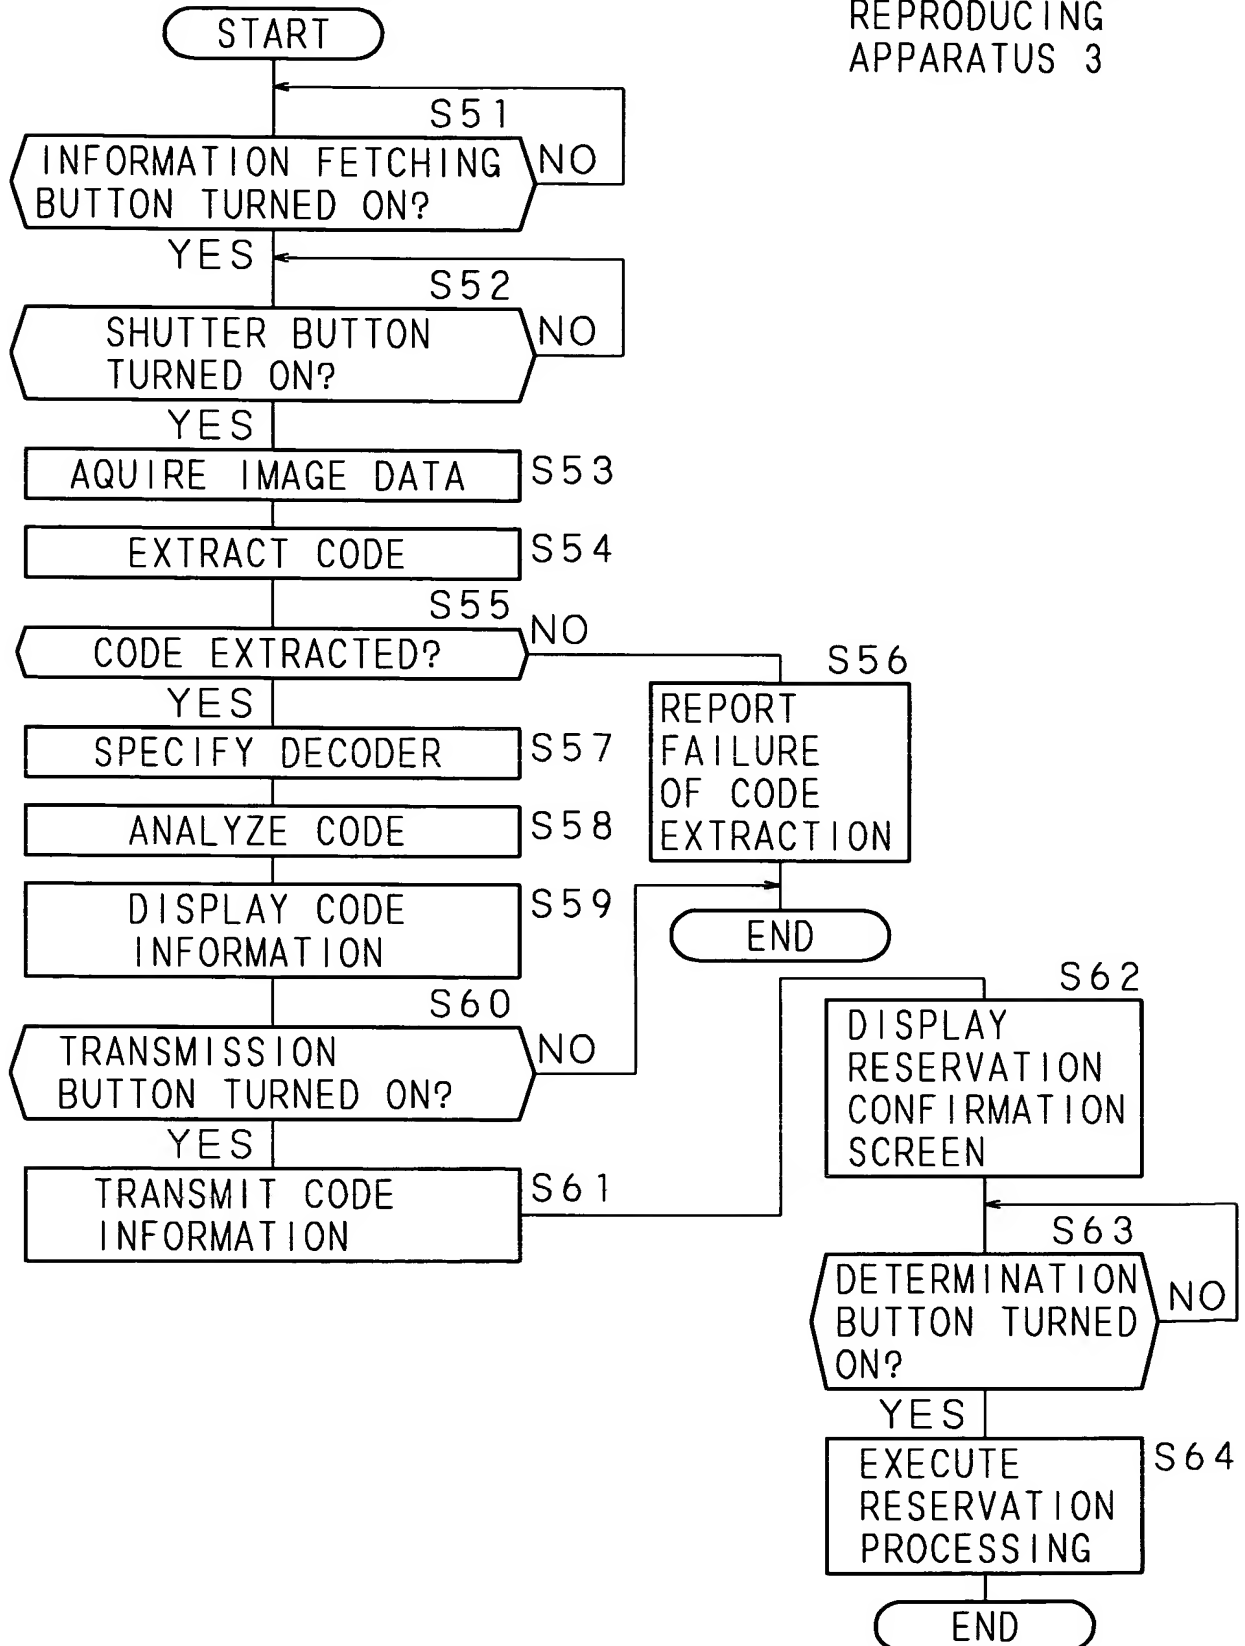 REPRODUCING
APPARATUS 3
START
S51
INFORMATION FETCHING
BUTTON TURNED ON?
NO
YES
S52
SHUTTER BUTTON
TURNED ON?
NO
YES
AQUIRE IMAGE DATA
S53
EXTRACT CODE
S54
S55
CODE EXTRACTED?
NO
YES
S56
REPORT
FAILURE
OF CODE
EXTRACTION
END
SPECIFY DECODER
S57
ANALYZE CODE
S58
DISPLAY CODE
INFORMATION
S59
S60
TRANSMISSION
BUTTON TURNED ON?
NO
YES
TRANSMIT CODE
INFORMATION
S61
S62
DISPLAY
RESERVATION
CONFIRMATION
SCREEN
S63
DETERMINATION
BUTTON TURNED
ON?
NO
YES
EXECUTE
RESERVATION
PROCESSING
S64
END